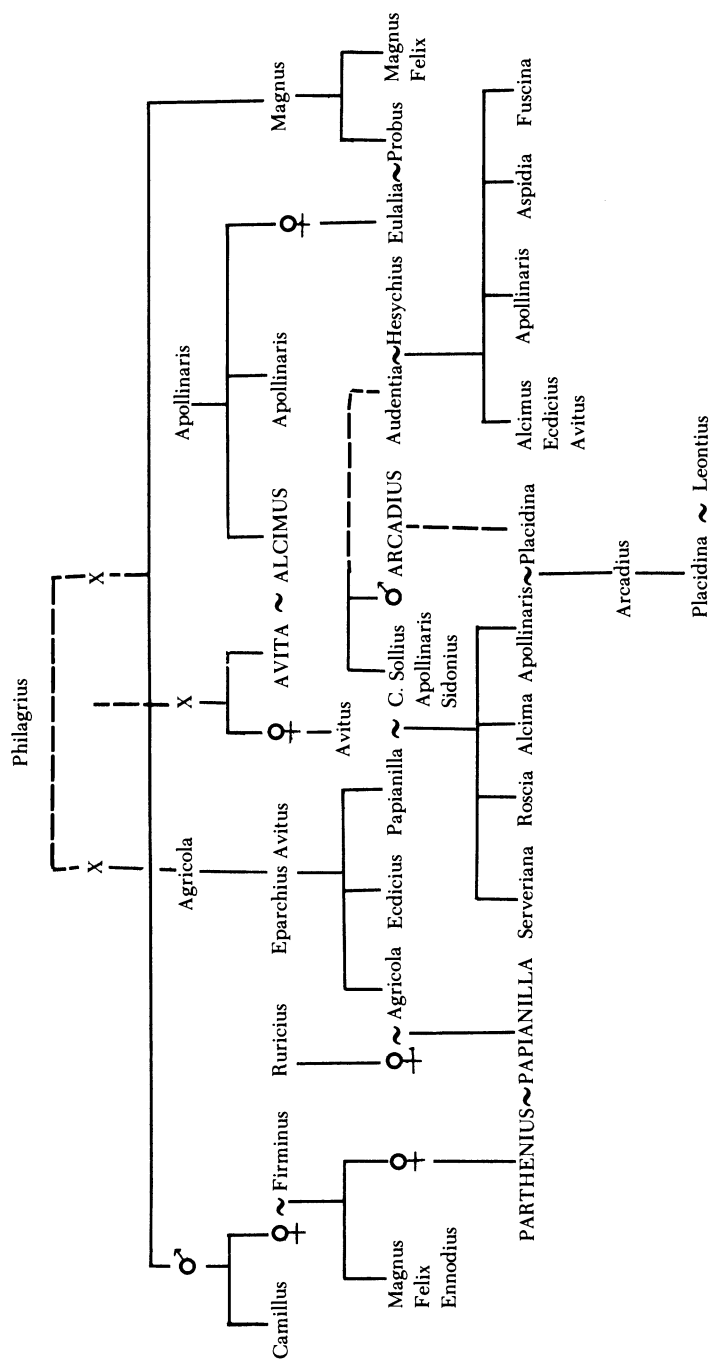 Philagrius
X
X
X
Agricola
Apollinaris
Camillus
~ Firminus
Ruricius
Eparchius Avitus
AVITA ~ ALCIMUS
Apollinaris
Magnus
Avitus
Magnus
Felix
Ennodius
~ Agricola
Ecdicius
Papianilla ~ C. Sollius
Apollinaris
Sidonius
ARCADIUS
Audentia~Hesychius
Eulalia~Probus
Magnus
Felix
PARTHENIUS~PAPIANILLA
Serveriana
Roscia
Alcima
Apollinaris~Placidina
Alcimus
Ecdicius
Avitus
Apollinaris
Aspidia
Fuscina
Arcadius
Placidina ~ Leontius